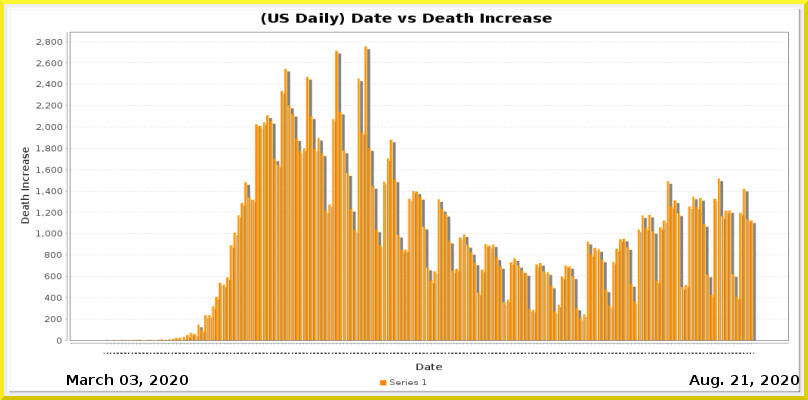 (US Daily) Date vs Death Increase
2,800
2,600
2,400
2,200
2,000
1,800
1,600
1,400
1,200
1,000
800
600
400
200
0
Death Increase
Date
March 03, 2020
Series 1
Aug. 21, 2020